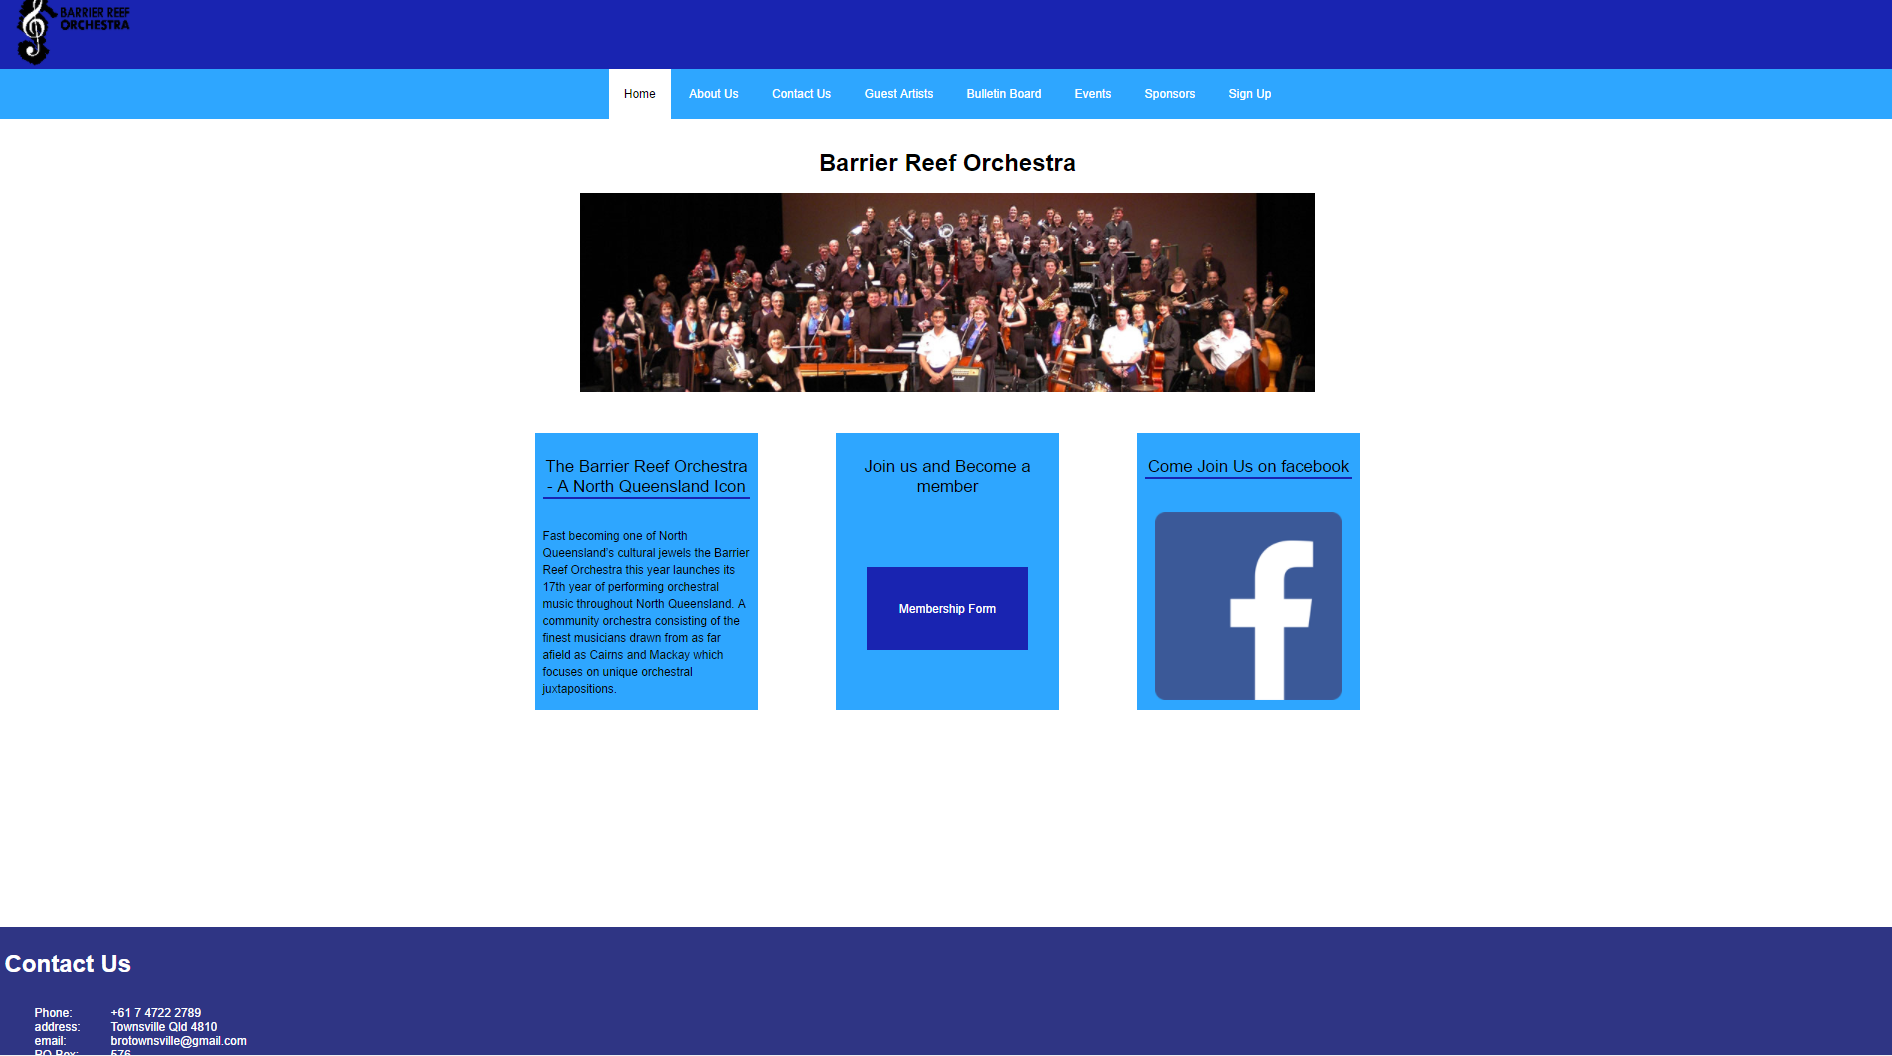 BARRIER REEF
ORCHESTRA
Home About Us Contact Us Guest Artists Bulletin Board Events Sponsors Sign Up
Barrier Reef Orchestra
The Barrier Reef Orchestra
- A North Queensland Icon
Fast becoming one of North
Queensland's cultural jewels the Barrier
Reef Orchestra this year launches its
17th year of performing orchestral
music throughout North Queensland. A
community orchestra consisting of the
finest musicians drawn from as far
afield as Cairns and Mackay which
focuses on unique orchestral
juxtapositions.
Join us and Become a
member
Membership Form
Come Join Us on facebook
f
Contact Us
Phone: +61 7 4722 2789
address: Townsville Qld 4810
email: brotownsville@gmail.com
PO Box: 576